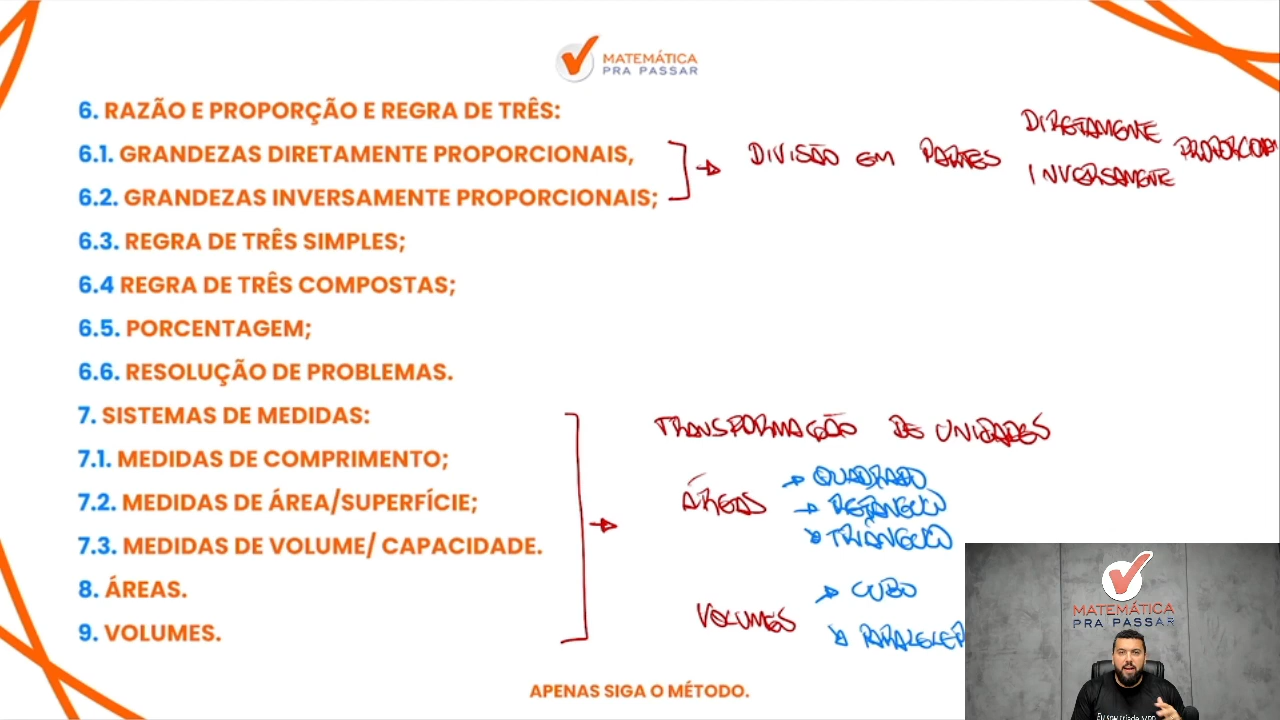 MATEMÁTICA
PRA PASSAR
6. RAZÃO E PROPORÇÃO E REGRA DE TRÊS:
6.1. GRANDEZAS DIRETAMENTE PROPORCIONAIS,
6.2. GRANDEZAS INVERSAMENTE PROPORCIONAIS;
DIVISÃO EM PARTES
DIRETAMENTE
INVERSAMENTE
6.3. REGRA DE TRÊS SIMPLES;
6.4 REGRA DE TRÊS COMPOSTAS;
6.5. PORCENTAGEM;
6.6. RESOLUÇÃO DE PROBLEMAS.
7. SISTEMAS DE MEDIDAS:
7.1. MEDIDAS DE COMPRIMENTO;
7.2. MEDIDAS DE ÁREA/SUPERFÍCIE;
7.3. MEDIDAS DE VOLUME/ CAPACIDADE.
8. ÁREAS.
9. VOLUMES.
TRANSFORMAÇÃO DE UNIDADES
ÁREAS
QUADRADO
RETÂNGULO
TRIÂNGULO
VOLUMES
CUBO
PARALELEP
MATEMÁTICA
PRA PASSAR
APENAS SIGA O MÉTODO.